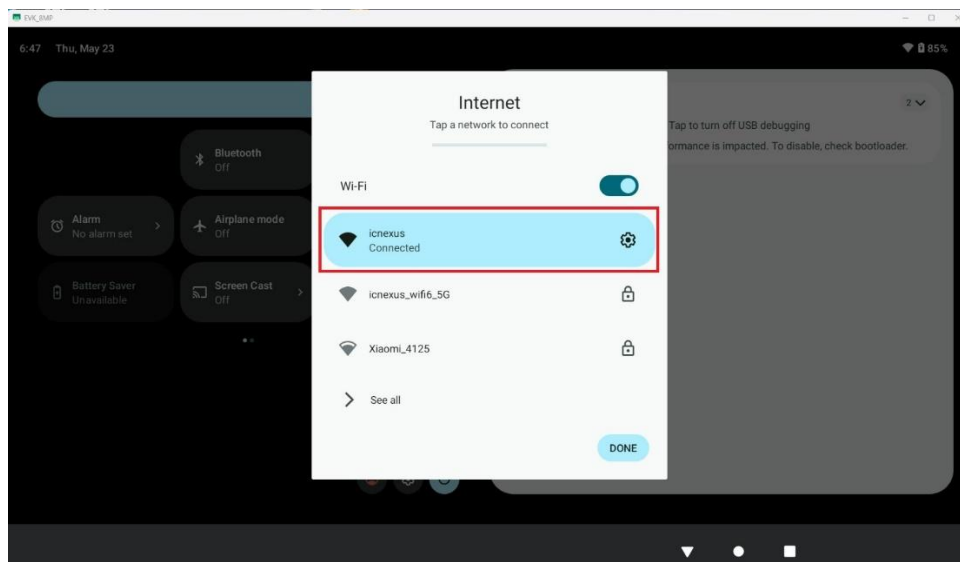 EVK_8MP
6:47 Thu, May 23
85%
Internet
Tap a network to connect
2
Tap to turn off USB debugging
ormance is impacted. To disable, check bootloader.
Bluetooth
Off
Wi-Fi
Alarm
No alarm set
Airplane mode
Off
icnexus
Connected
Battery Saver
Unavailable
Screen Cast
Off
icnexus_wifi6_5G
Xiaomi_4125
See all
DONE